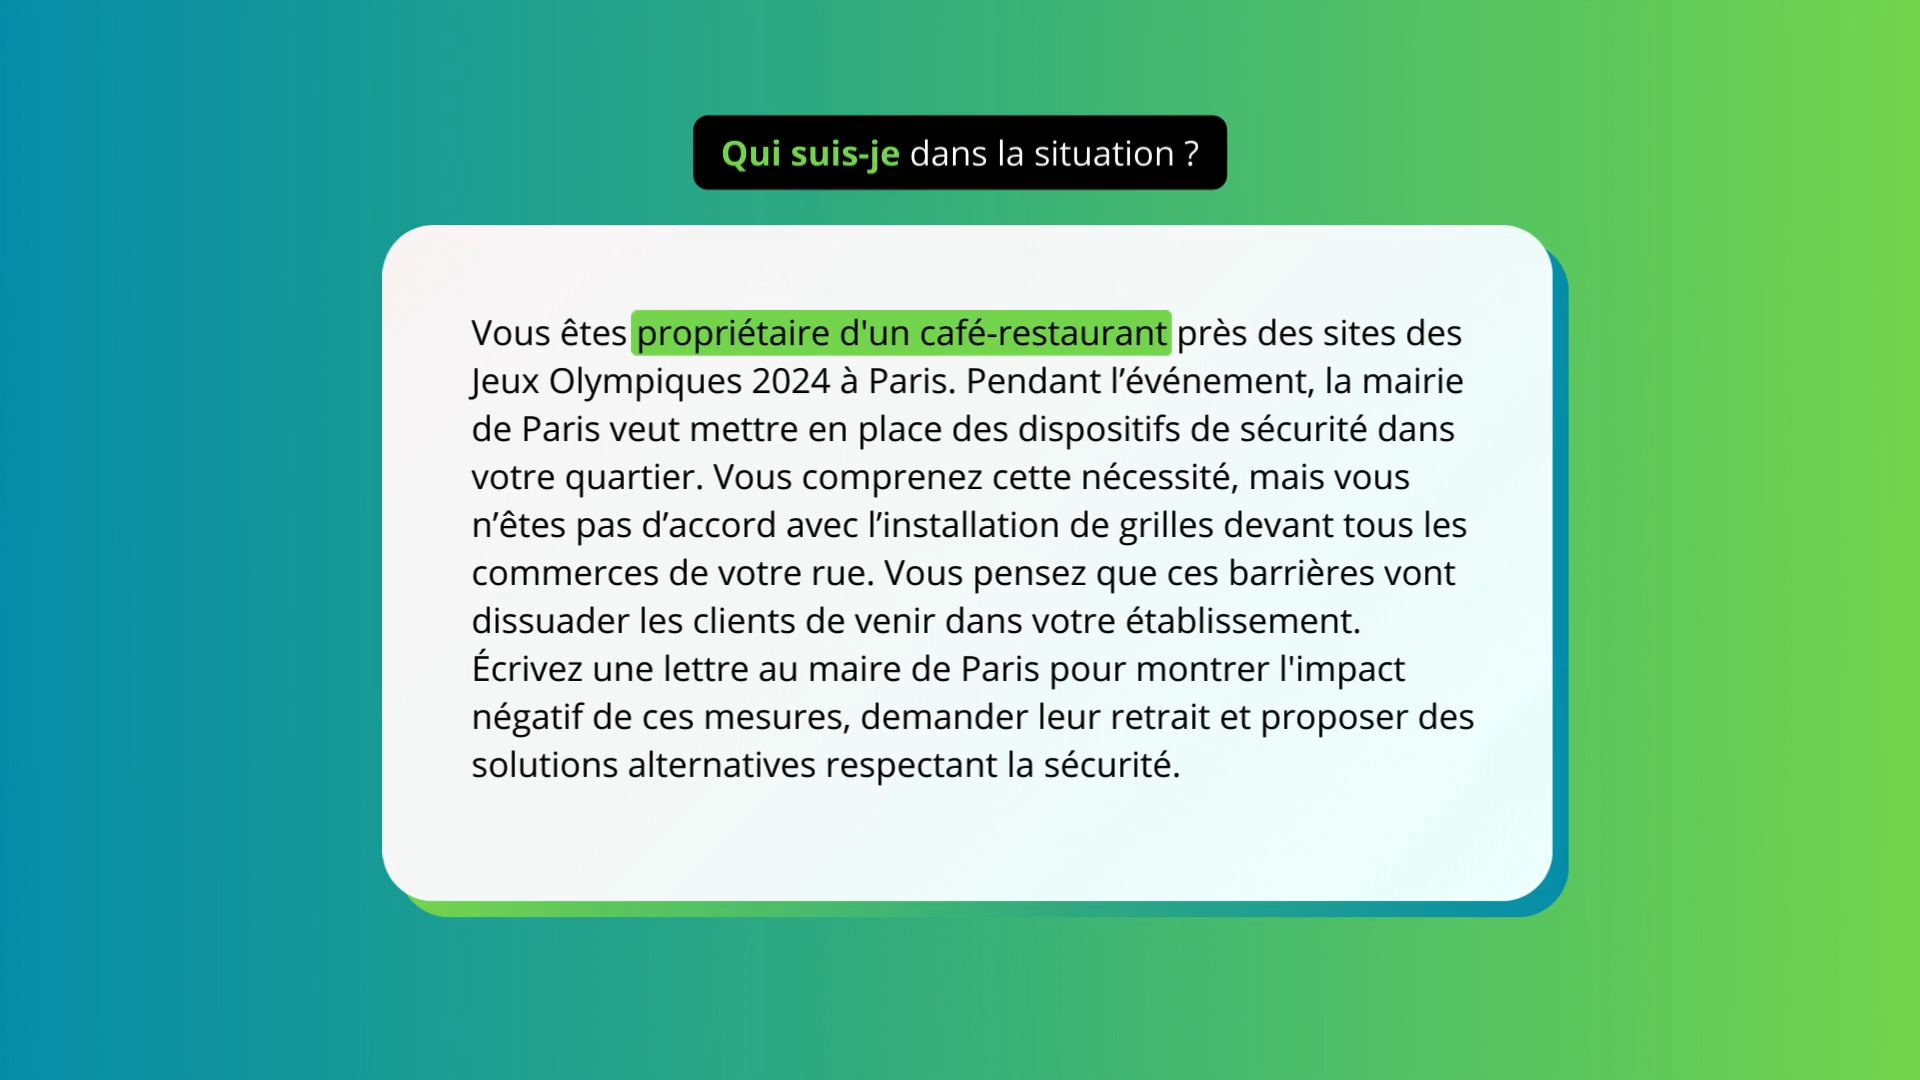 Qui suis-je dans la situation ?
Vous êtes propriétaire d'un café-restaurant près des sites des
Jeux Olympiques 2024 à Paris. Pendant l’événement, la mairie
de Paris veut mettre en place des dispositifs de sécurité dans
votre quartier. Vous comprenez cette nécessité, mais vous
n’êtes pas d’accord avec l’installation de grilles devant tous les
commerces de votre rue. Vous pensez que ces barrières vont
dissuader les clients de venir dans votre établissement.
Écrivez une lettre au maire de Paris pour montrer l'impact
négatif de ces mesures, demander leur retrait et proposer des
solutions alternatives respectant la sécurité.